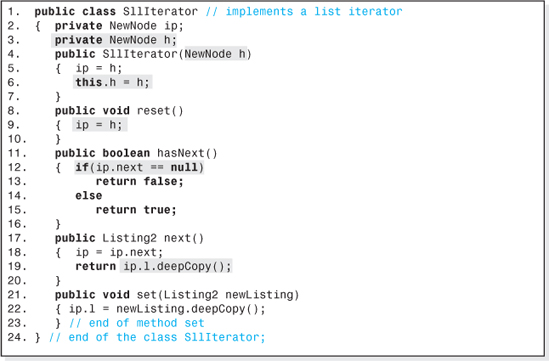 1. public class SllIterator // implements a list iterator
2. { private NewNode ip;
3. private NewNode h;
4. public SllIterator(NewNode h)
5. { ip = h;
6. this.h = h;
7. }
8. public void reset()
9. { ip = h;
10. }
11. public boolean hasNext()
12. { if(ip.next == null)
13. return false;
14. else
15. return true;
16. }
17. public Listing2 next()
18. { ip = ip.next;
19. return ip.l.deepCopy();
20. }
21. public void set(Listing2 newListing)
22. { ip.l = newListing.deepCopy();
23. } // end of method set
24. } // end of the class SllIterator;